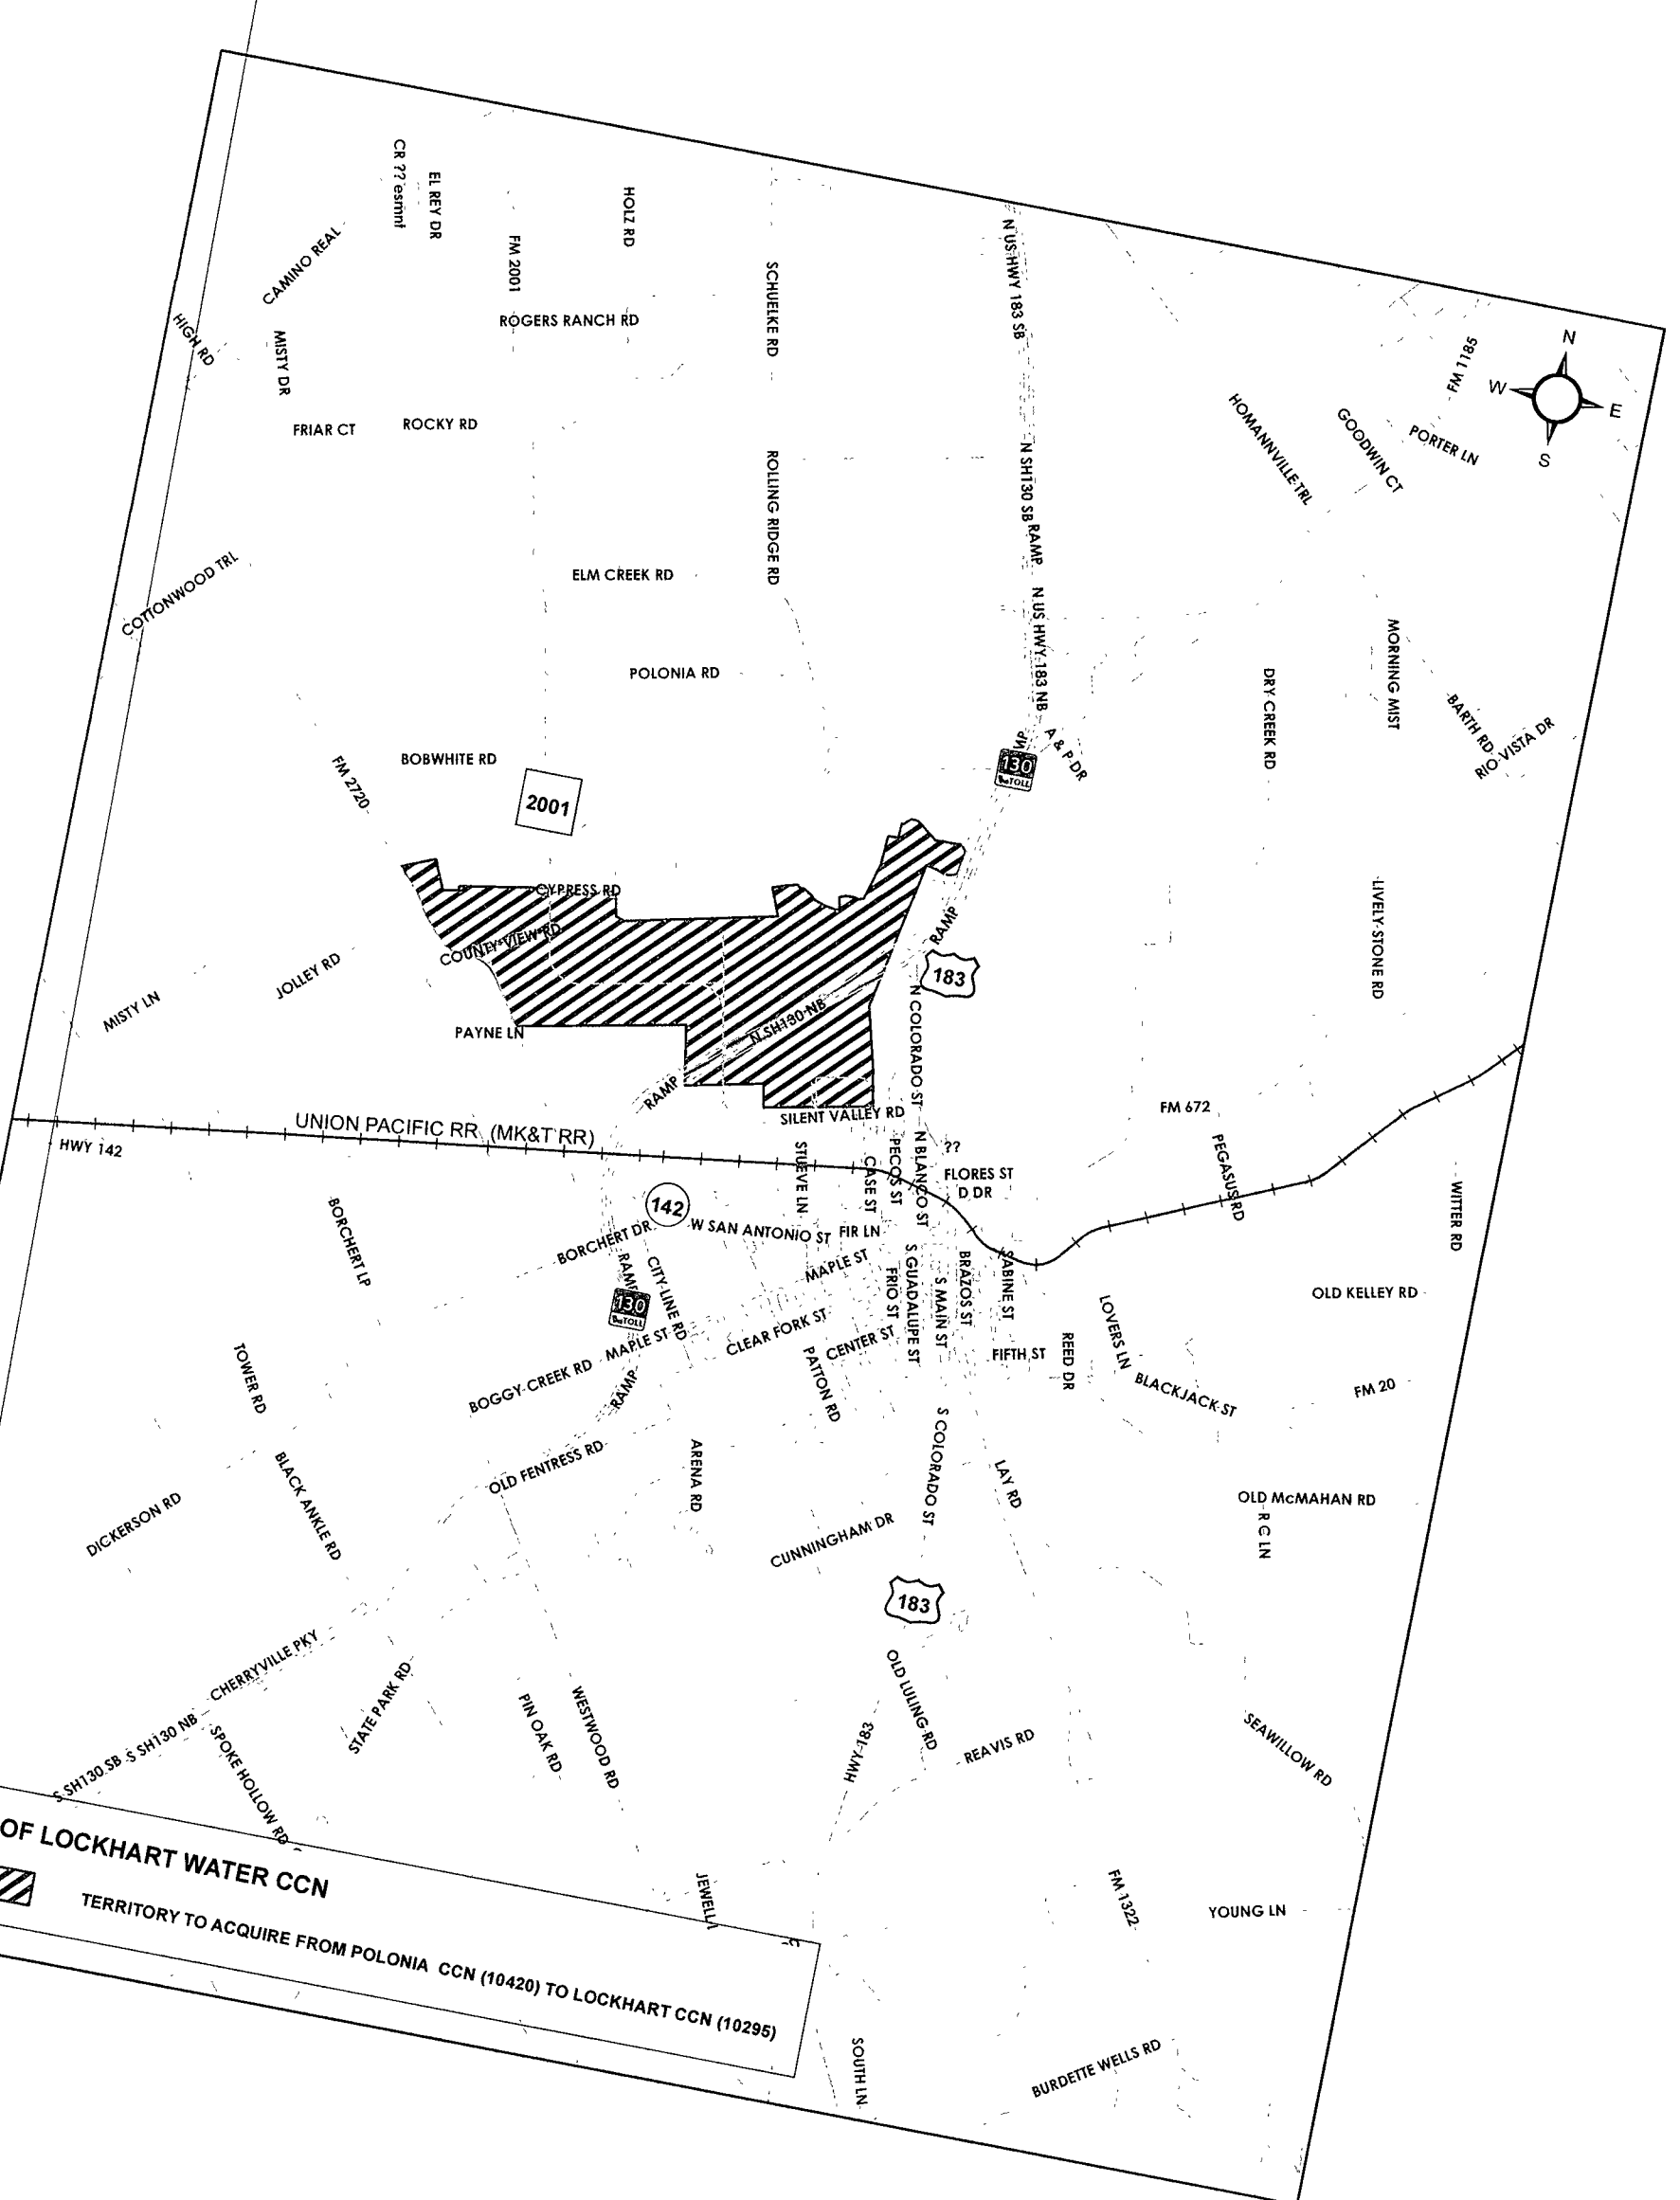 CR ?? esmnt
EL REY DR
HOLZ RD
CAMINO REAL
FM 2001
SCHUELKE RD
N US HWY 183 SB
HIGH RD
MISTY DR
ROGERS RANCH RD
FM 1185
N
W
E
S
FRIAR CT
ROCKY RD
ROLLING RIDGE RD
N SH130 SB
RAMP
HOMANNVILLE TRL
GOODWIN CT
PORTER LN
COTTONWOOD TRL
ELM CREEK RD
N US HWY 183 NB
POLONIA RD
DRY CREEK RD
MORNING MIST
BARTH RD
RIO VISTA DR
FM 2720
BOBWHITE RD
2001
A & P DR
130
TOLL
CYPRESS RD
COUNTY VIEW RD
RAMP
183
LIVELY STONE RD
MISTY LN
JOLLEY RD
PAYNE LN
N SH130 NB
N COLORADO ST
RAMP
SILENT VALLEY RD
FM 672
UNION PACIFIC RR (MK&T RR)
HWY 142
STUEVE LN
CASE ST
PECOS ST
N BLANCO ST
??
FLORES ST
D DR
PEGASUS RD
WITTER RD
BORCHERT LP
142
BORCHERT DR
W SAN ANTONIO ST
FIR LN
RAMP
CITY LINE RD
MAPLE ST
FRIO ST
S GUADALUPE ST
S MAIN ST
BRAZOS ST
SABINE ST
OLD KELLEY RD
130
TOLL
TOWER RD
MAPLE ST
CLEAR FORK ST
CENTER ST
FIFTH ST
REED DR
LOVERS LN
BLACKJACK ST
FM 20
BOGGY CREEK RD
RAMP
PATTON RD
OLD FENTRESS RD
ARENA RD
S COLORADO ST
LAY RD
OLD McMAHAN RD
R C LN
DICKERSON RD
BLACK ANKLE RD
CUNNINGHAM DR
183
CHERRYVILLE PKY
STATE PARK RD
PIN OAK RD
WESTWOOD RD
OLD LULING RD
HWY 183
REAVIS RD
SEAWILLOW RD
S SH130 SB
S SH130 NB
SPOKE HOLLOW RD
OF LOCKHART WATER CCN
TERRITORY TO ACQUIRE FROM POLONIA CCN (10420) TO LOCKHART CCN (10295)
JEWELL
FM 1322
YOUNG LN
SOUTH LN
BURDETTE WELLS RD